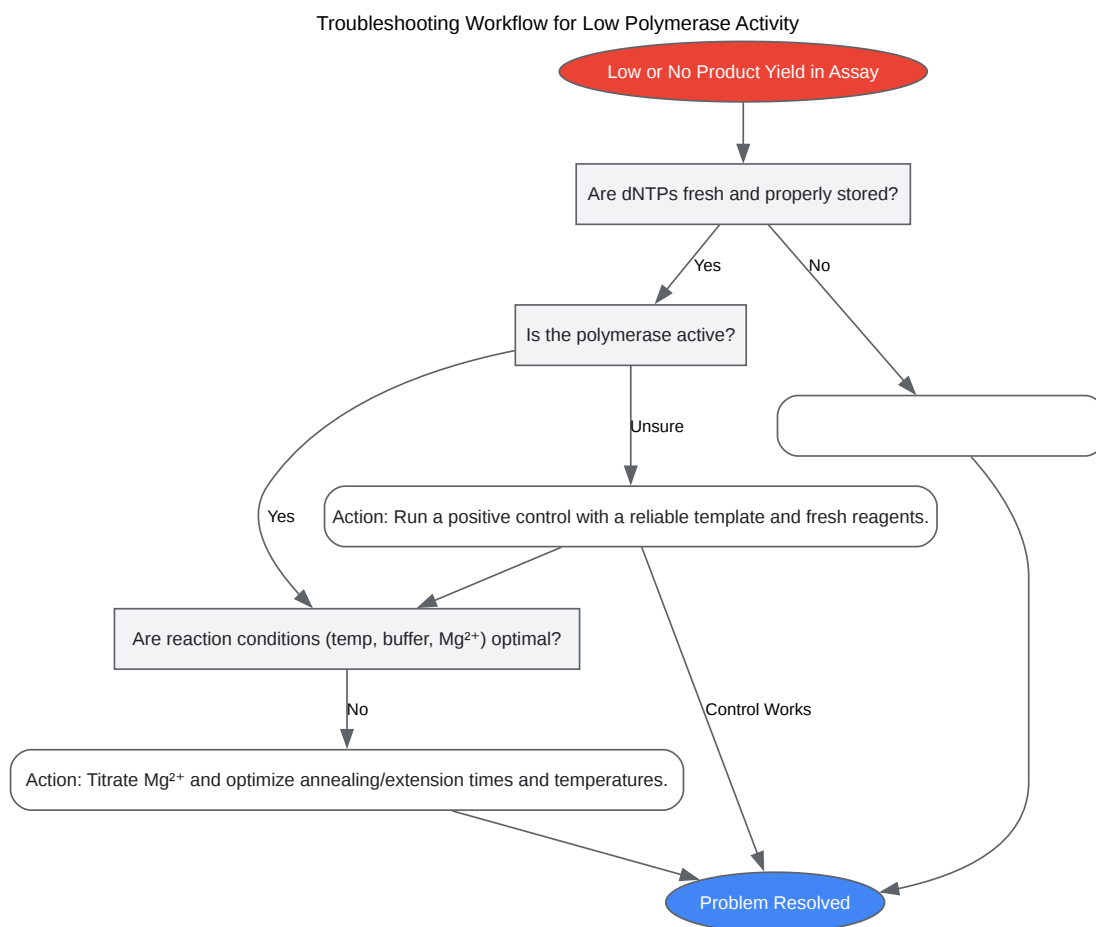 Troubleshooting Workflow for Low Polymerase Activity
Low or No Product Yield in Assay
Are dNTPs fresh and properly stored?
Yes
No
Is the polymerase active?
Unsure
Yes
Action: Run a positive control with a reliable template and fresh reagents.
Are reaction conditions (temp, buffer, Mg²⁺) optimal?
No
Control Works
Action: Titrate Mg²⁺ and optimize annealing/extension times and temperatures.
Problem Resolved